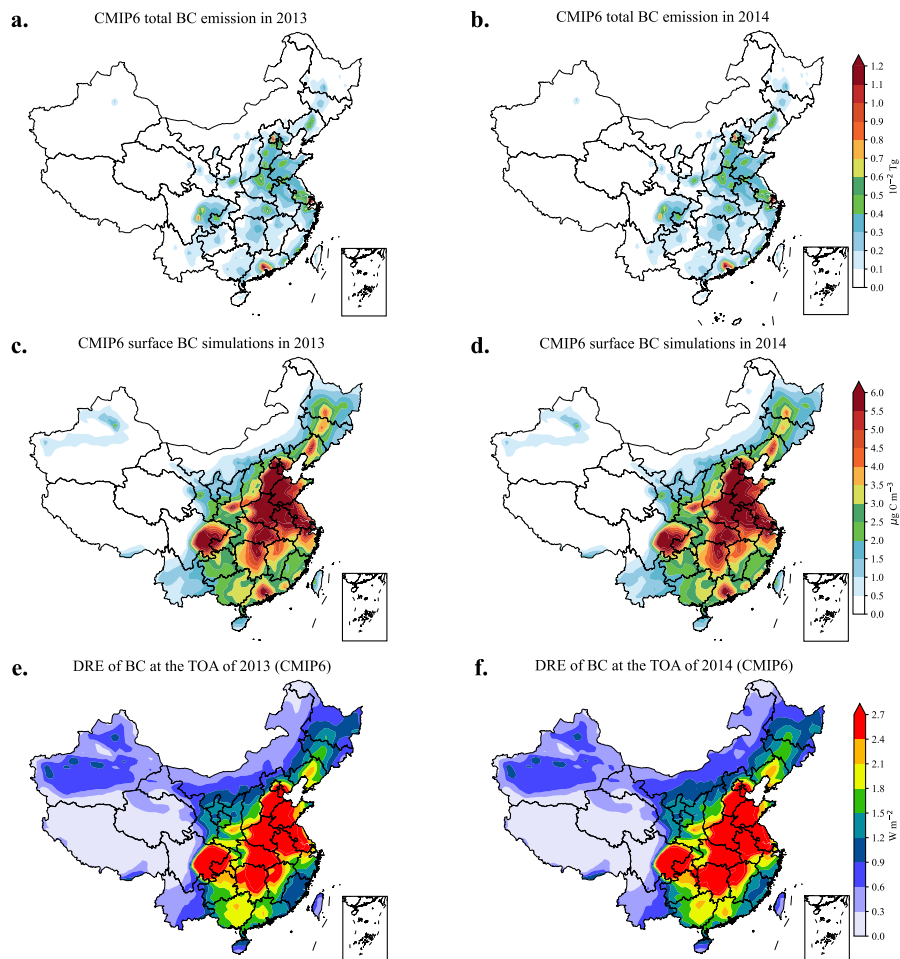 a.
CMIP6 total BC emission in 2013
b.
CMIP6 total BC emission in 2014
1.2
1.1
1.0
0.9
0.8
0.7
0.6
0.5
0.4
0.3
0.2
0.1
0.0
10⁻² Tg
c.
CMIP6 surface BC simulations in 2013
d.
CMIP6 surface BC simulations in 2014
6.0
5.5
5.0
4.5
4.0
3.5
3.0
2.5
2.0
1.5
1.0
0.5
0.0
μg C m⁻³
e.
DRE of BC at the TOA of 2013 (CMIP6)
f.
DRE of BC at the TOA of 2014 (CMIP6)
2.7
2.4
2.1
1.8
1.5
1.2
0.9
0.6
0.3
0.0
W m⁻²